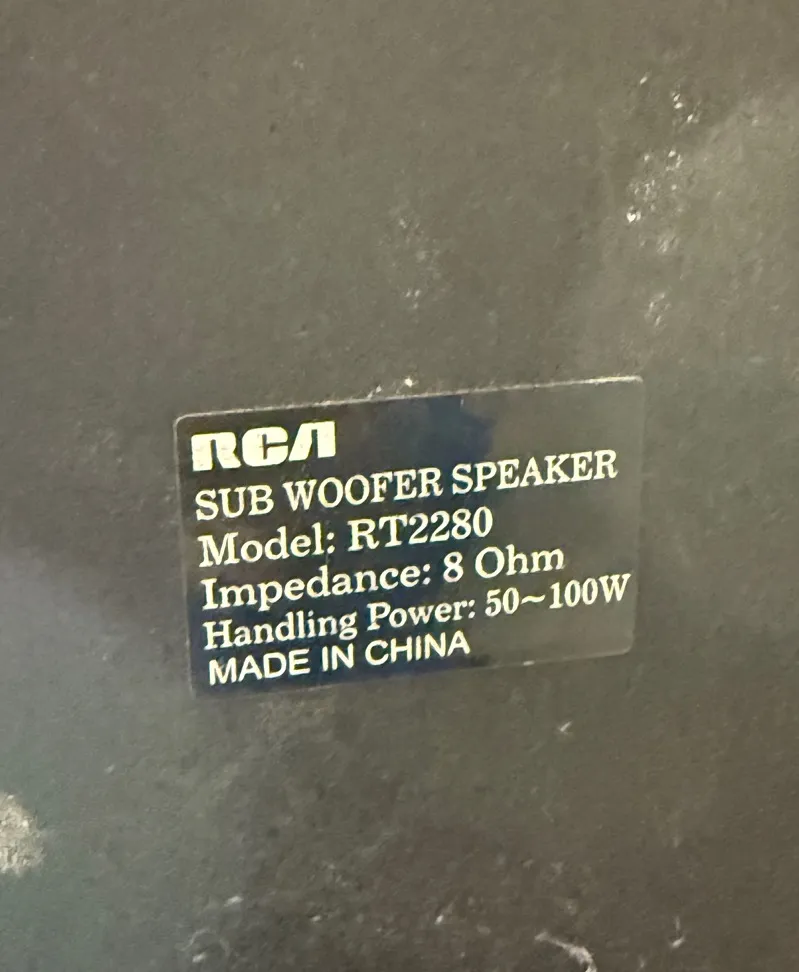 RCA
SUB WOOFER SPEAKER
Model: RT2280
Impedance: 8 Ohm
Handling Power: 50~100W
MADE IN CHINA